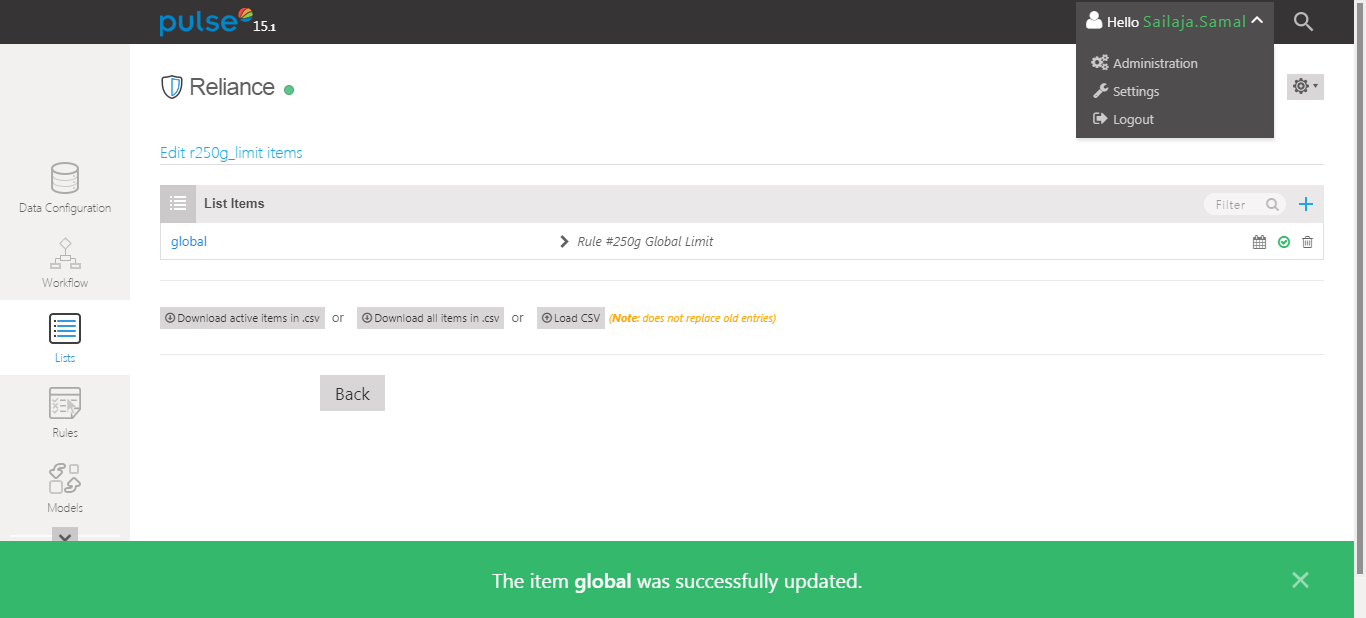 pulse 15.1
Hello Sailaja.Samal
Administration
Settings
Logout
Reliance
Edit r250g_limit items
Data Configuration
Workflow
Lists
Rules
Models
List Items
Filter
global
Rule #250g Global Limit
Download active items in .csv or Download all items in .csv or Load CSV (Note: does not replace old entries)
Back
The item global was successfully updated.